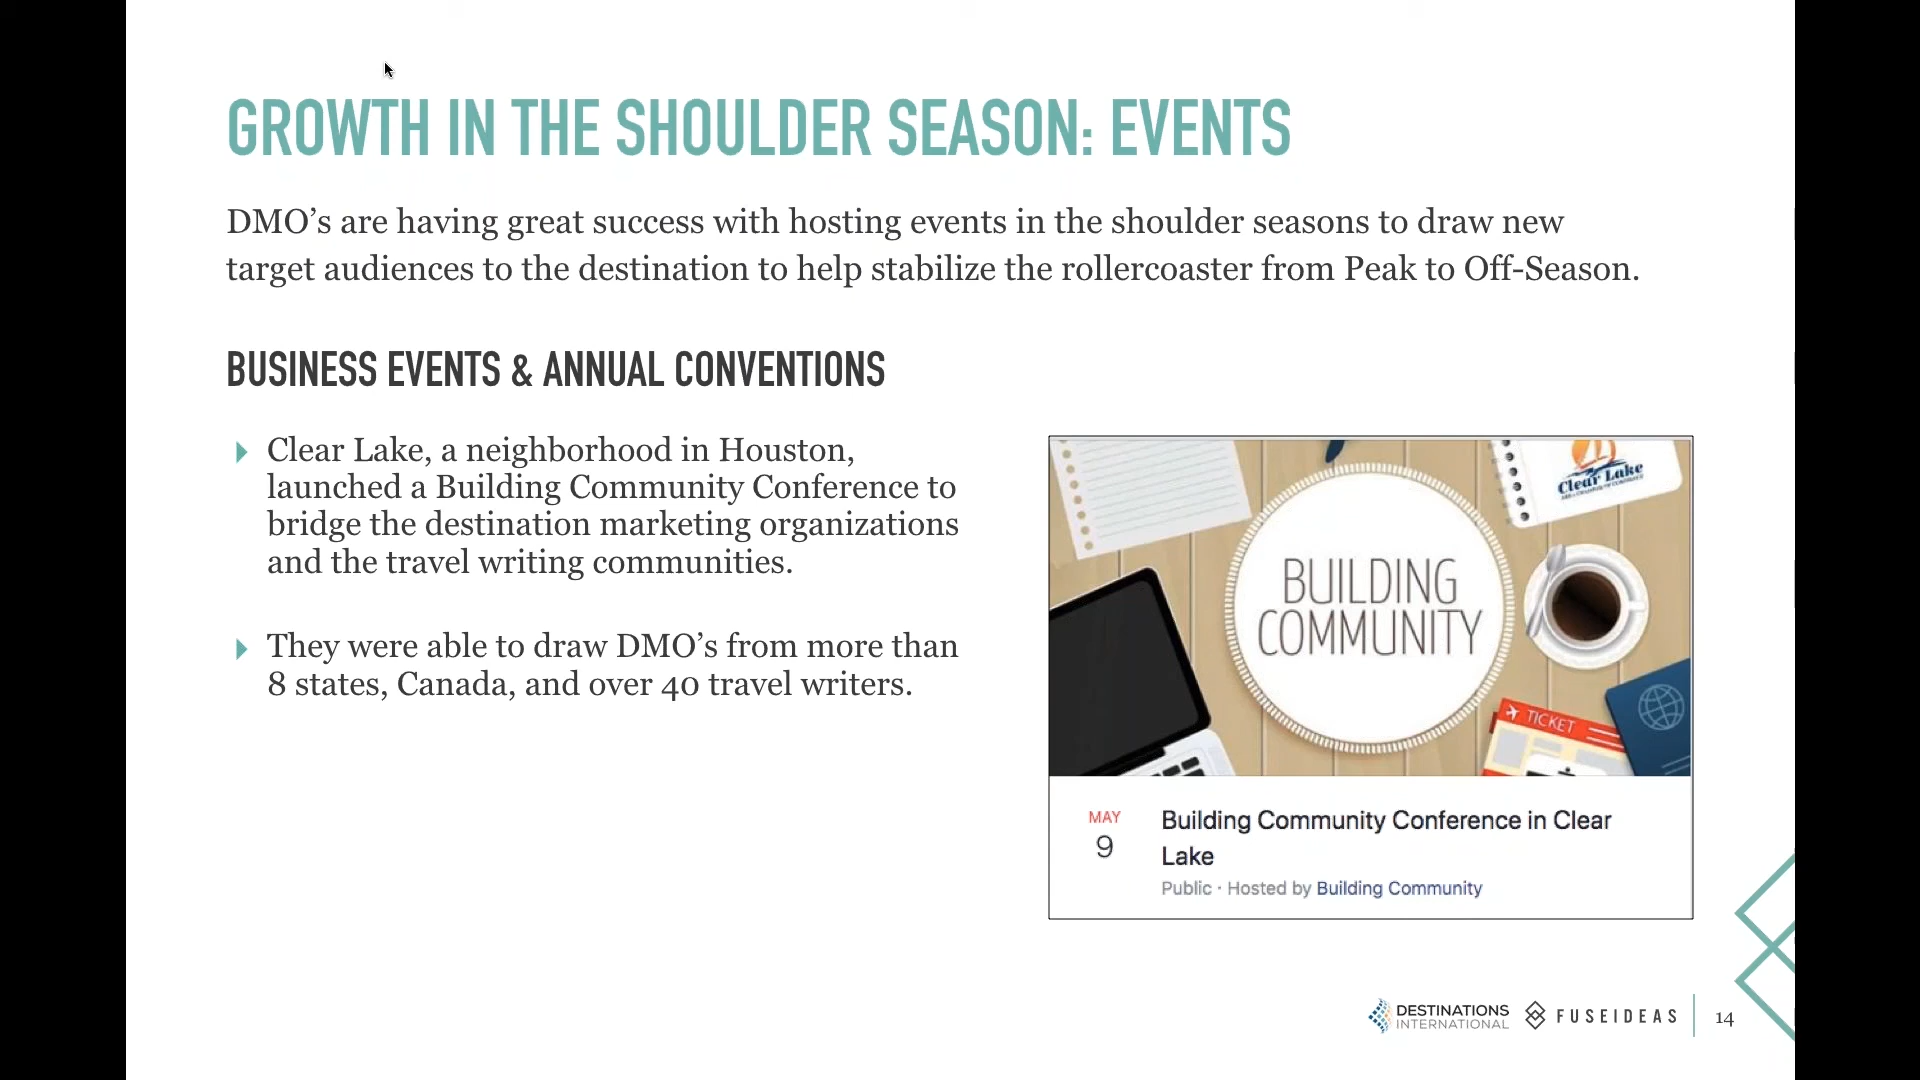 GROWTH IN THE SHOULDER SEASON: EVENTS
DMO’s are having great success with hosting events in the shoulder seasons to draw new
target audiences to the destination to help stabilize the rollercoaster from Peak to Off-Season.
BUSINESS EVENTS & ANNUAL CONVENTIONS
Clear Lake, a neighborhood in Houston,
launched a Building Community Conference to
bridge the destination marketing organizations
and the travel writing communities.
They were able to draw DMO’s from more than
8 states, Canada, and over 40 travel writers.
Clear Lake
BUILDING
COMMUNITY
TICKET
MAY
9
Building Community Conference in Clear
Lake
Public · Hosted by Building Community
DESTINATIONS
INTERNATIONAL
FUSEIDEAS
14